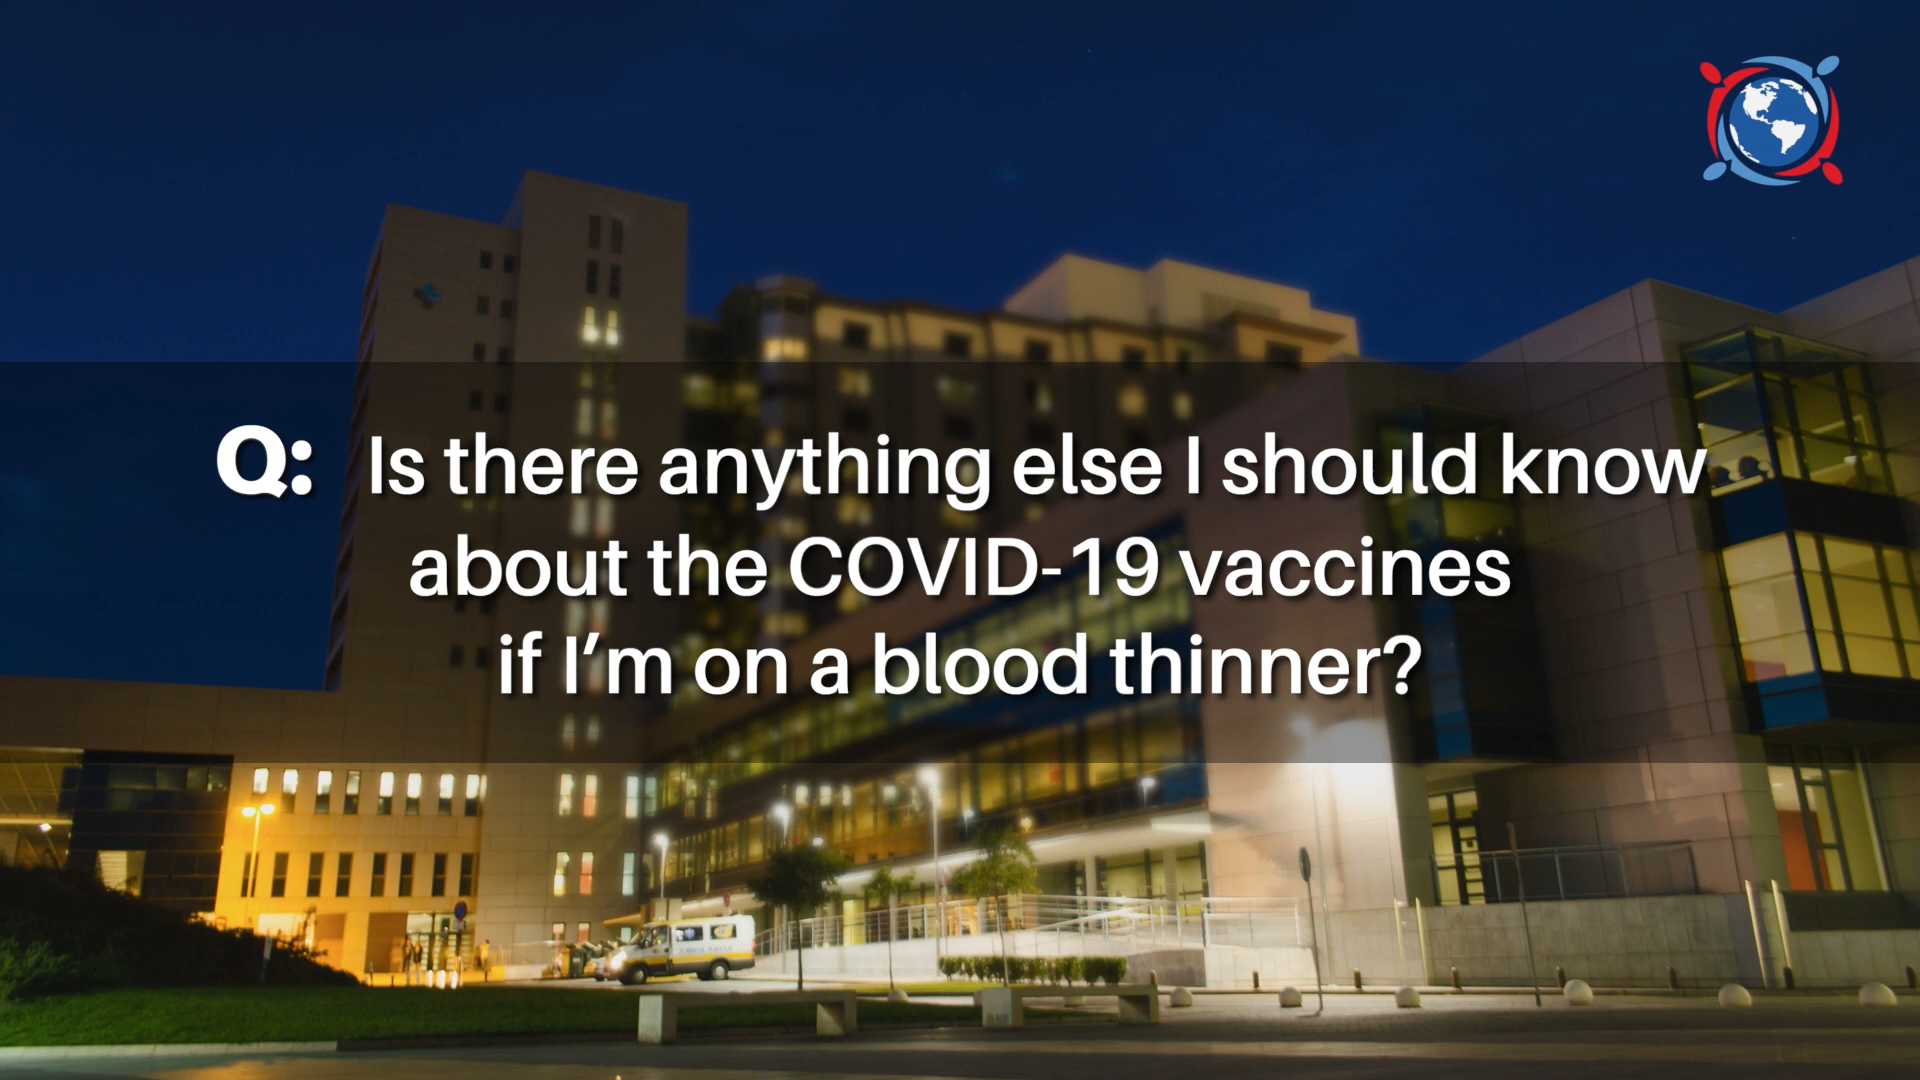 Q: Is there anything else I should know
about the COVID-19 vaccines
if I’m on a blood thinner?